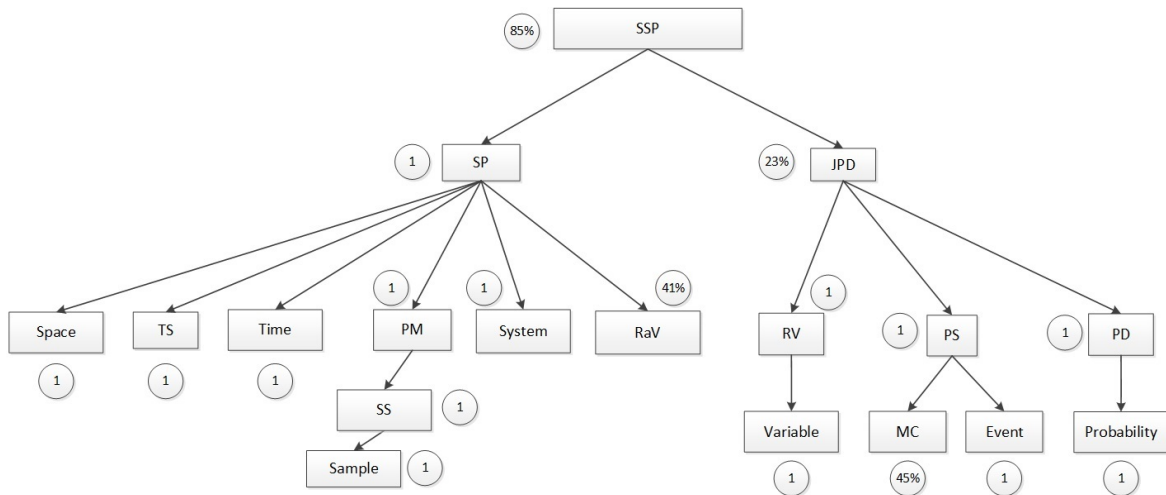 SSP
85%
SP
1
JPD
23%
Space
1
TS
1
Time
1
PM
1
System
1
RaV
41%
SS
1
Sample
1
RV
1
PS
1
PD
1
Variable
1
MC
45%
Event
1
Probability
1